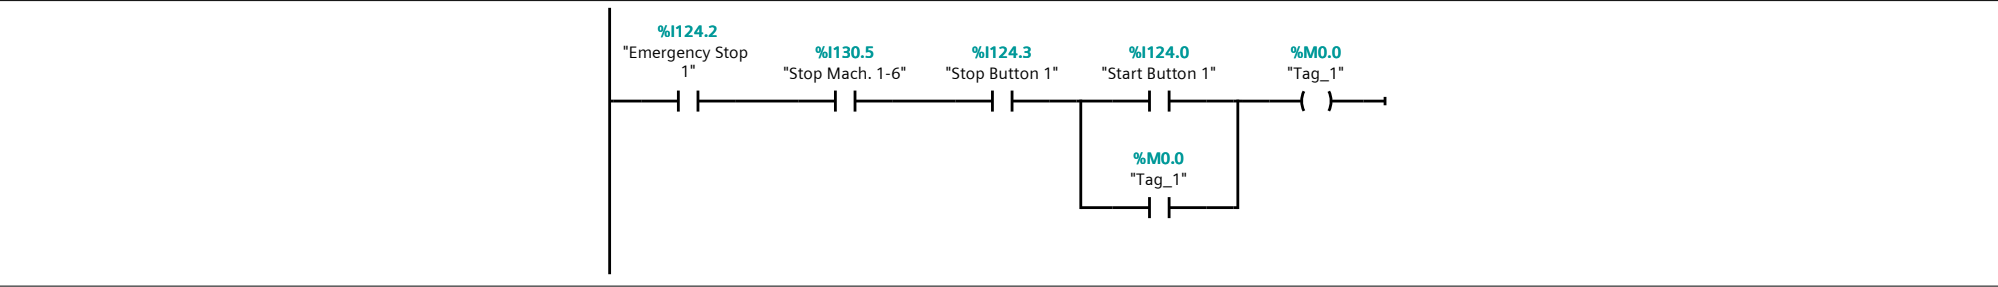 %I124.2
"Emergency Stop
1"
%I130.5
"Stop Mach. 1-6"
%I124.3
"Stop Button 1"
%I124.0
"Start Button 1"
%M0.0
"Tag_1"
%M0.0
"Tag_1"